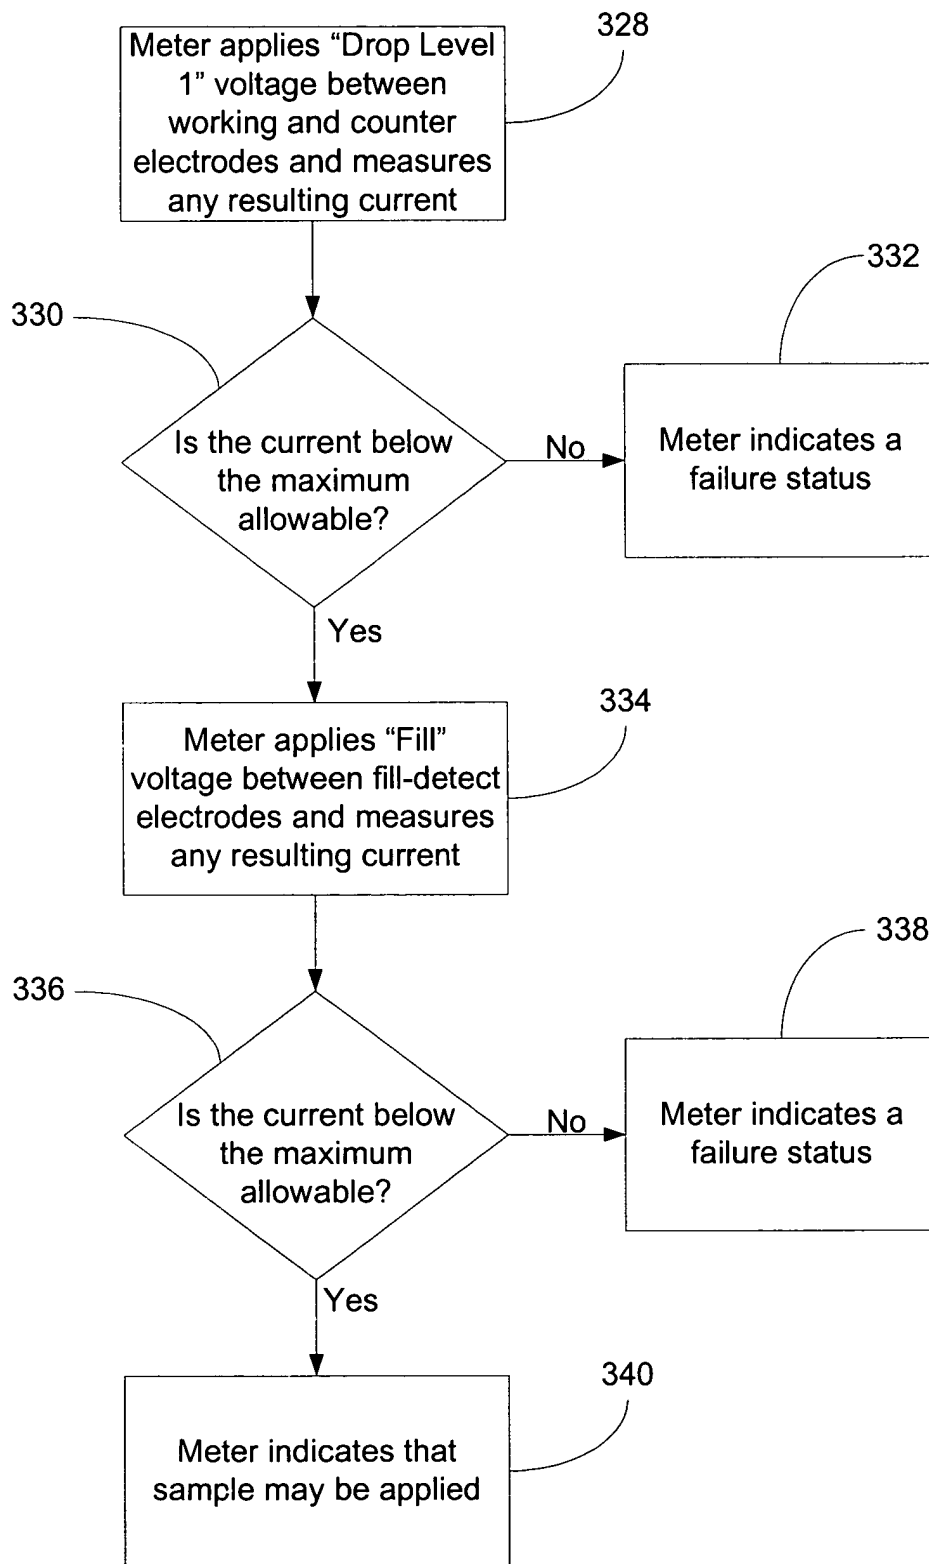 Meter applies “Drop Level
1” voltage between
working and counter
electrodes and measures
any resulting current
328
330
Is the current below
the maximum
allowable?
No
332
Meter indicates a
failure status
Yes
Meter applies “Fill”
voltage between fill-detect
electrodes and measures
any resulting current
334
336
Is the current below
the maximum
allowable?
No
338
Meter indicates a
failure status
Yes
340
Meter indicates that
sample may be applied